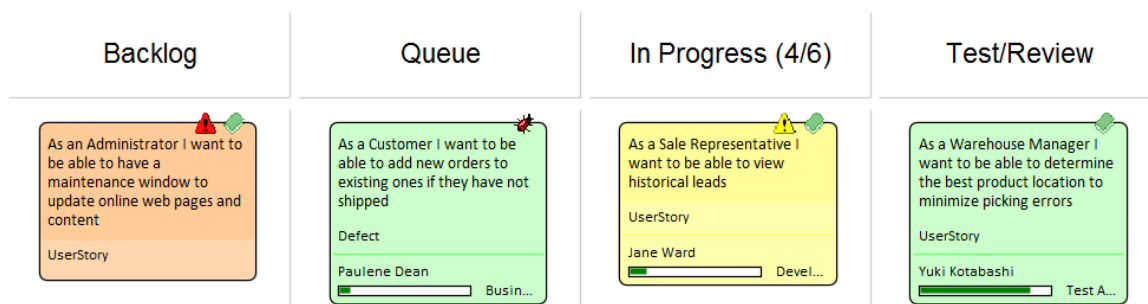 Backlog
Queue
In Progress (4/6)
Test/Review
As an Administrator I want to
be able to have a
maintenance window to
update online web pages and
content
UserStory
As a Customer I want to be
able to add new orders to
existing ones if they have not
shipped
Defect
Paulene Dean
Busin...
As a Sale Representative I
want to be able to view
historical leads
UserStory
Jane Ward
Devel...
As a Warehouse Manager I
want to be able to determine
the best product location to
minimize picking errors
UserStory
Yuki Kotabashi
Test A...